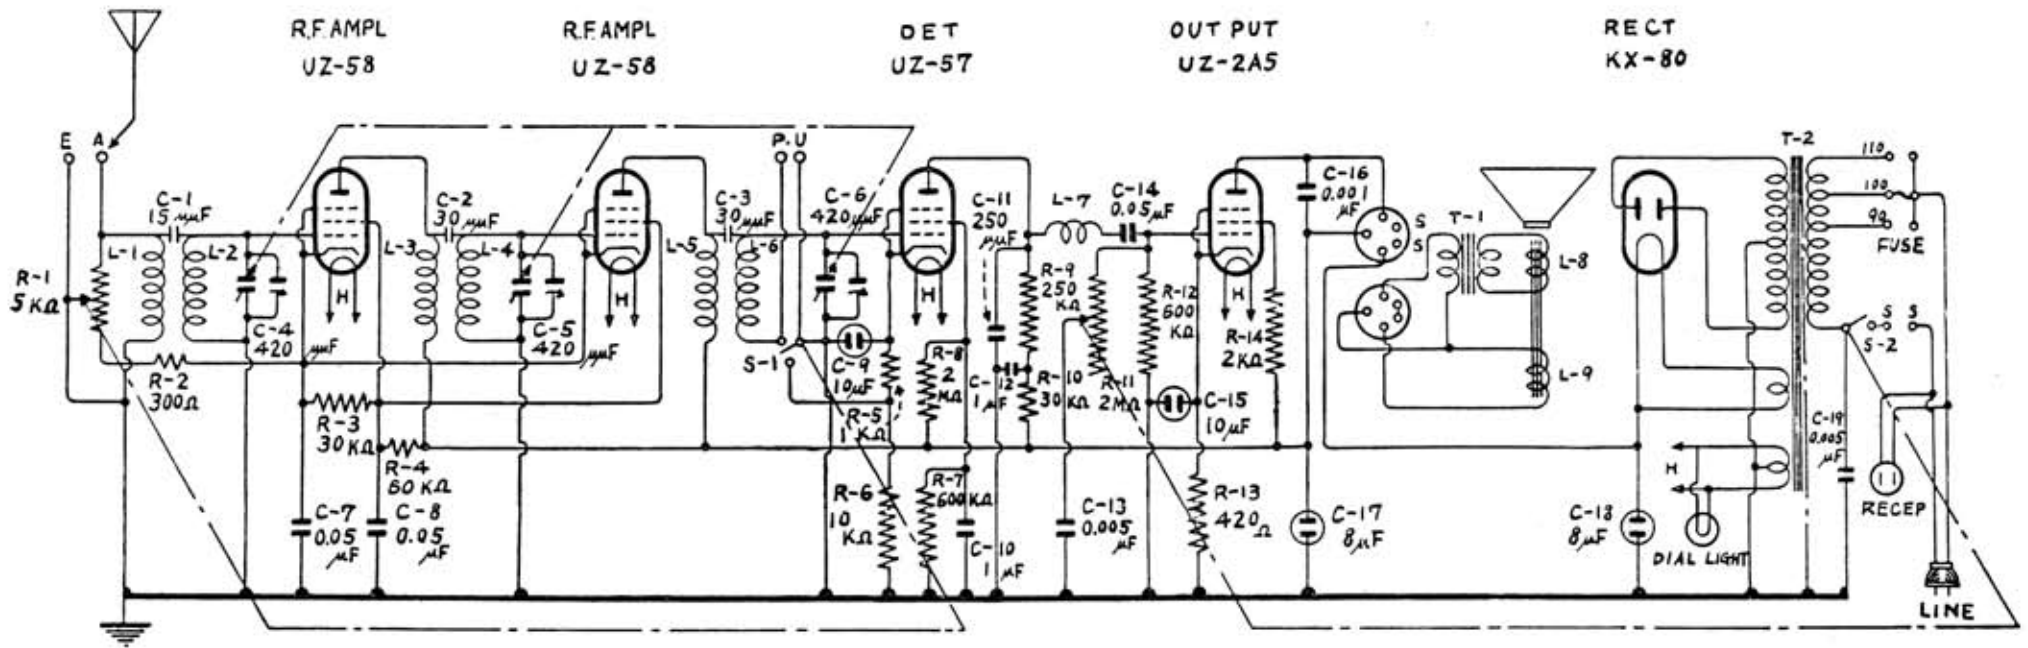 R.F. AMPL
UZ-58
R.F. AMPL
UZ-58
DET
UZ-57
OUT PUT
UZ-2A5
RECT
KX-80
E
A
P.U
C-1
15 μμF
L-1
L-2
R-1
5 KΩ
C-4
420
μμF
R-2
300Ω
H
R-3
30 KΩ
R-4
60 KΩ
C-7
0.05
μF
C-8
0.05
μF
C-2
30 μμF
L-3
L-4
C-5
420
μμF
H
C-3
30 μμF
L-5
L-6
S-1
C-6
420 μμF
C-9
10 μF
R-5
1 KΩ
R-6
10
KΩ
H
R-8
2
MΩ
R-7
600KΩ
C-10
1 μF
C-11
250
μμF
C-12
1 μF
R-9
250
KΩ
R-10
30 KΩ
L-7
C-14
0.05 μF
R-11
2 MΩ
C-13
0.005
μF
R-12
600
KΩ
C-15
10 μF
R-13
420
Ω
H
R-14
2 KΩ
C-16
0.001
μF
C-17
8 μF
S
S
T-1
L-8
L-9
C-18
8 μF
H
DIAL LIGHT
T-2
110
100
90
FUSE
S
S
S-2
C-19
0.005
μF
RECEP
LINE